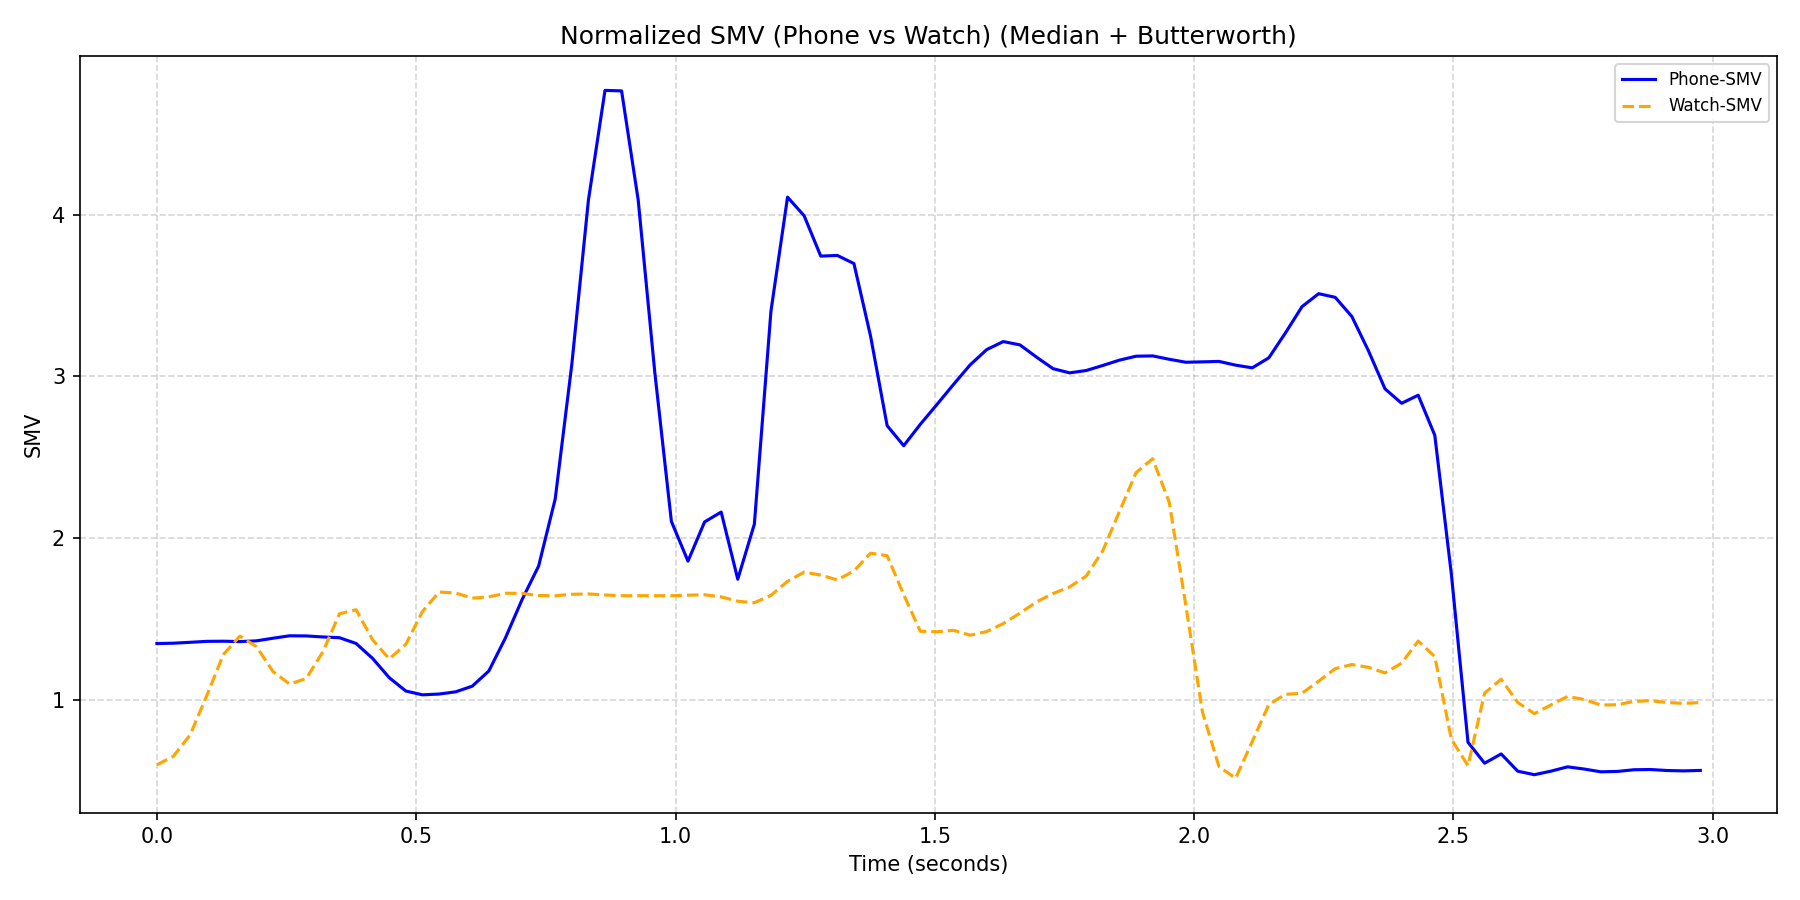 Normalized SMV (Phone vs Watch) (Median + Butterworth)
Phone-SMV
Watch-SMV
SMV
4
3
2
1
0.0 0.5 1.0 1.5 2.0 2.5 3.0
Time (seconds)